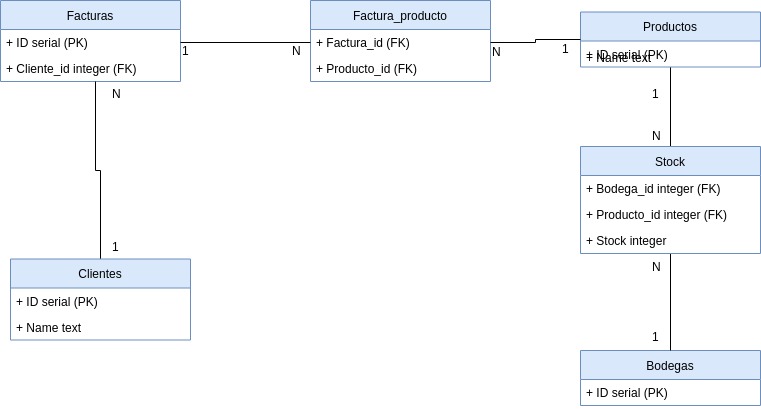 Facturas
+ ID serial (PK)
+ Cliente_id integer (FK)
1
N
Factura_producto
+ Factura_id (FK)
+ Producto_id (FK)
N
1
Productos
+ ID serial (PK)
+ Name text
N
1
1
N
Clientes
+ ID serial (PK)
+ Name text
Stock
+ Bodega_id integer (FK)
+ Producto_id integer (FK)
+ Stock integer
N
1
Bodegas
+ ID serial (PK)